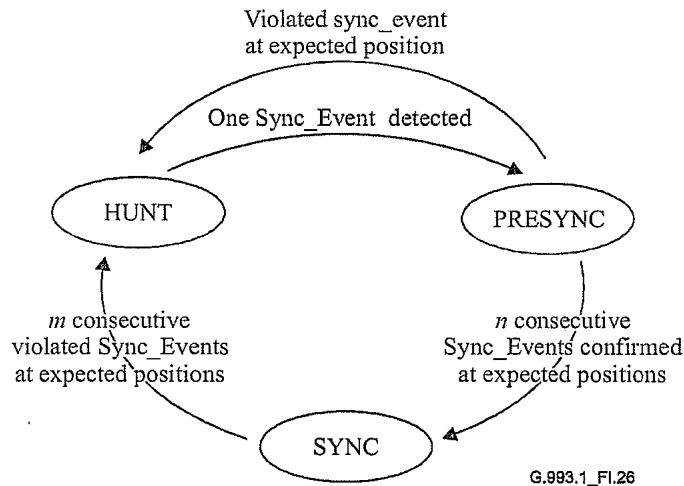 Violated sync_event
at expected position
One Sync_Event detected
HUNT
PRESYNC
m consecutive
violated Sync_Events
at expected positions
n consecutive
Sync_Events confirmed
at expected positions
SYNC
G.993.1_FI.26